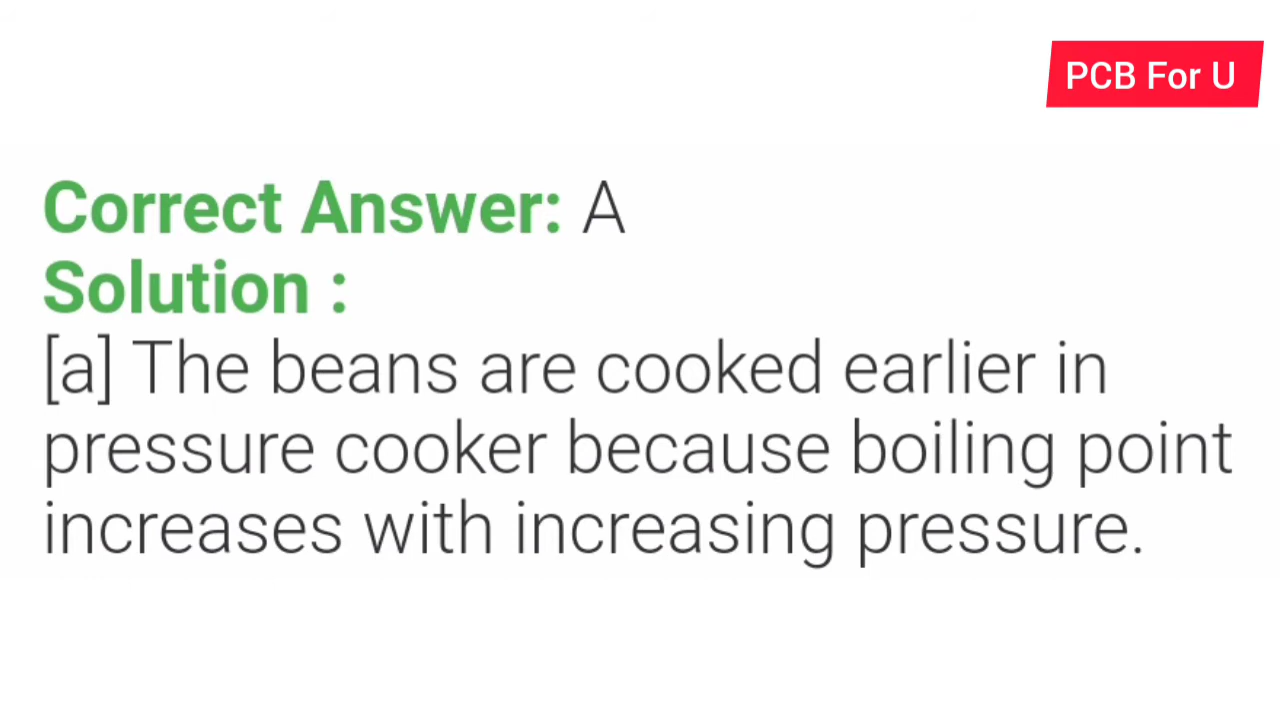 PCB For U
Correct Answer: A
Solution :
[a] The beans are cooked earlier in
pressure cooker because boiling point
increases with increasing pressure.